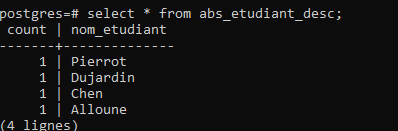 postgres=# select * from abs_etudiant_desc;
 count | nom_etudiant
-------+--------------
     1 | Pierrot
     1 | Dujardin
     1 | Chen
     1 | Alloune
(4 lignes)